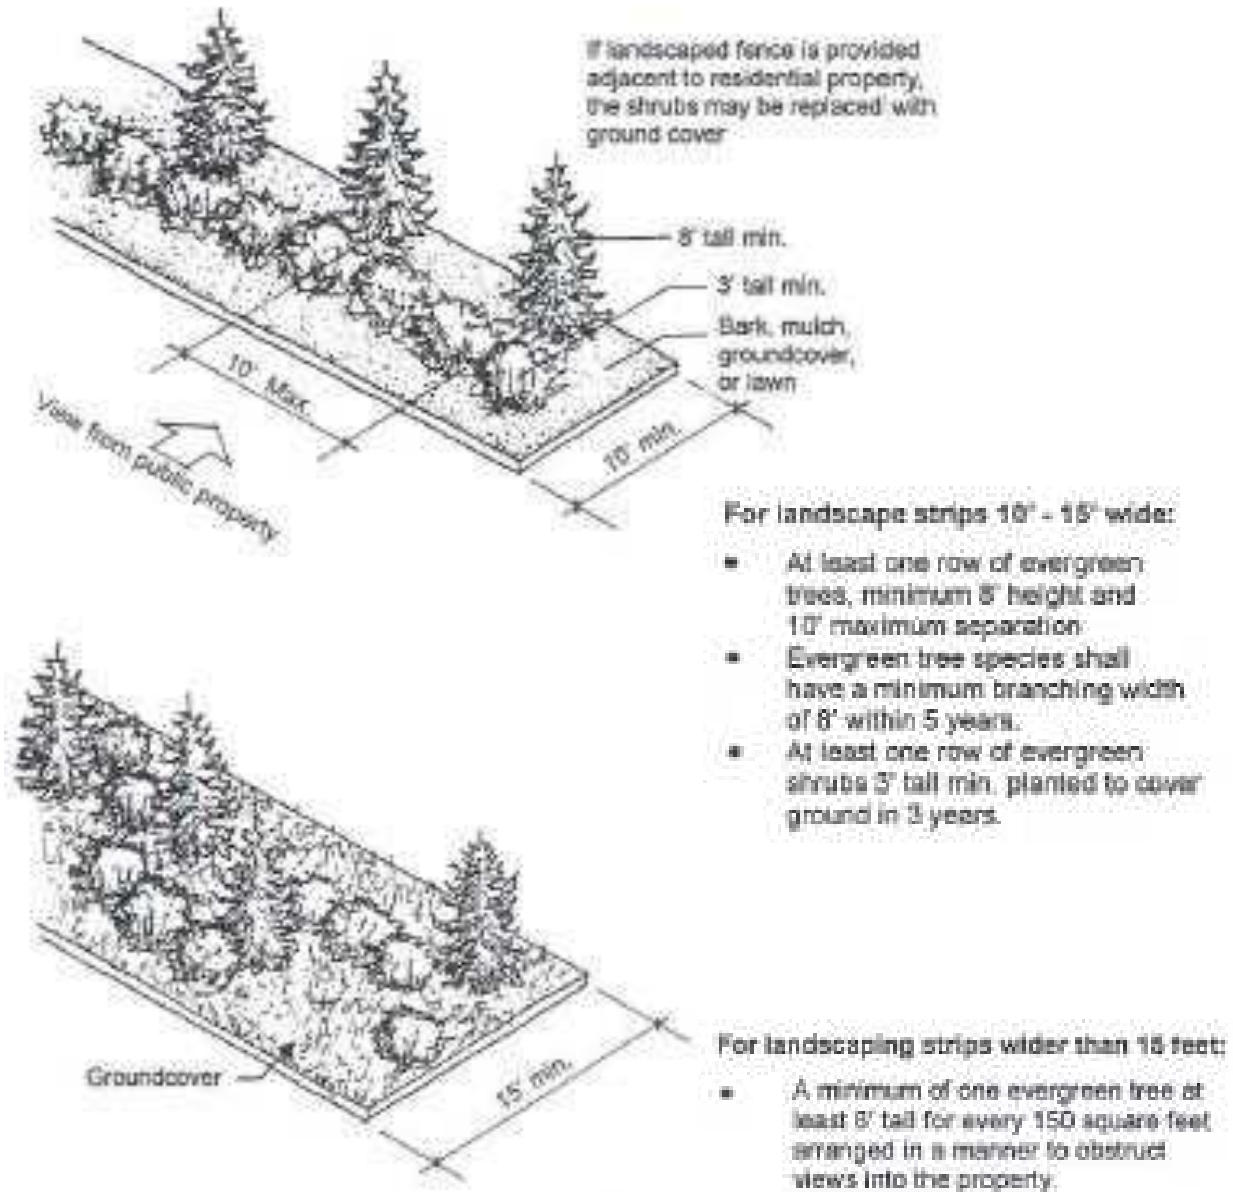 If landscaped fence is provided
adjacent to residential property,
the shrubs may be replaced with
ground cover
8' tall min.
3' tall min.
Bark, mulch,
groundcover,
or lawn
10' Max.
10' min.
View from public property
For landscape strips 10' - 15' wide:
• At least one row of evergreen
trees, minimum 8' height and
10' maximum separation
• Evergreen tree species shall
have a minimum branching width
of 8' within 5 years.
• At least one row of evergreen
shrubs 3' tall min. planted to cover
ground in 3 years.
Groundcover
15' min.
For landscaping strips wider than 15 feet:
• A minimum of one evergreen tree at
least 8' tall for every 150 square feet
arranged in a manner to obstruct
views into the property.